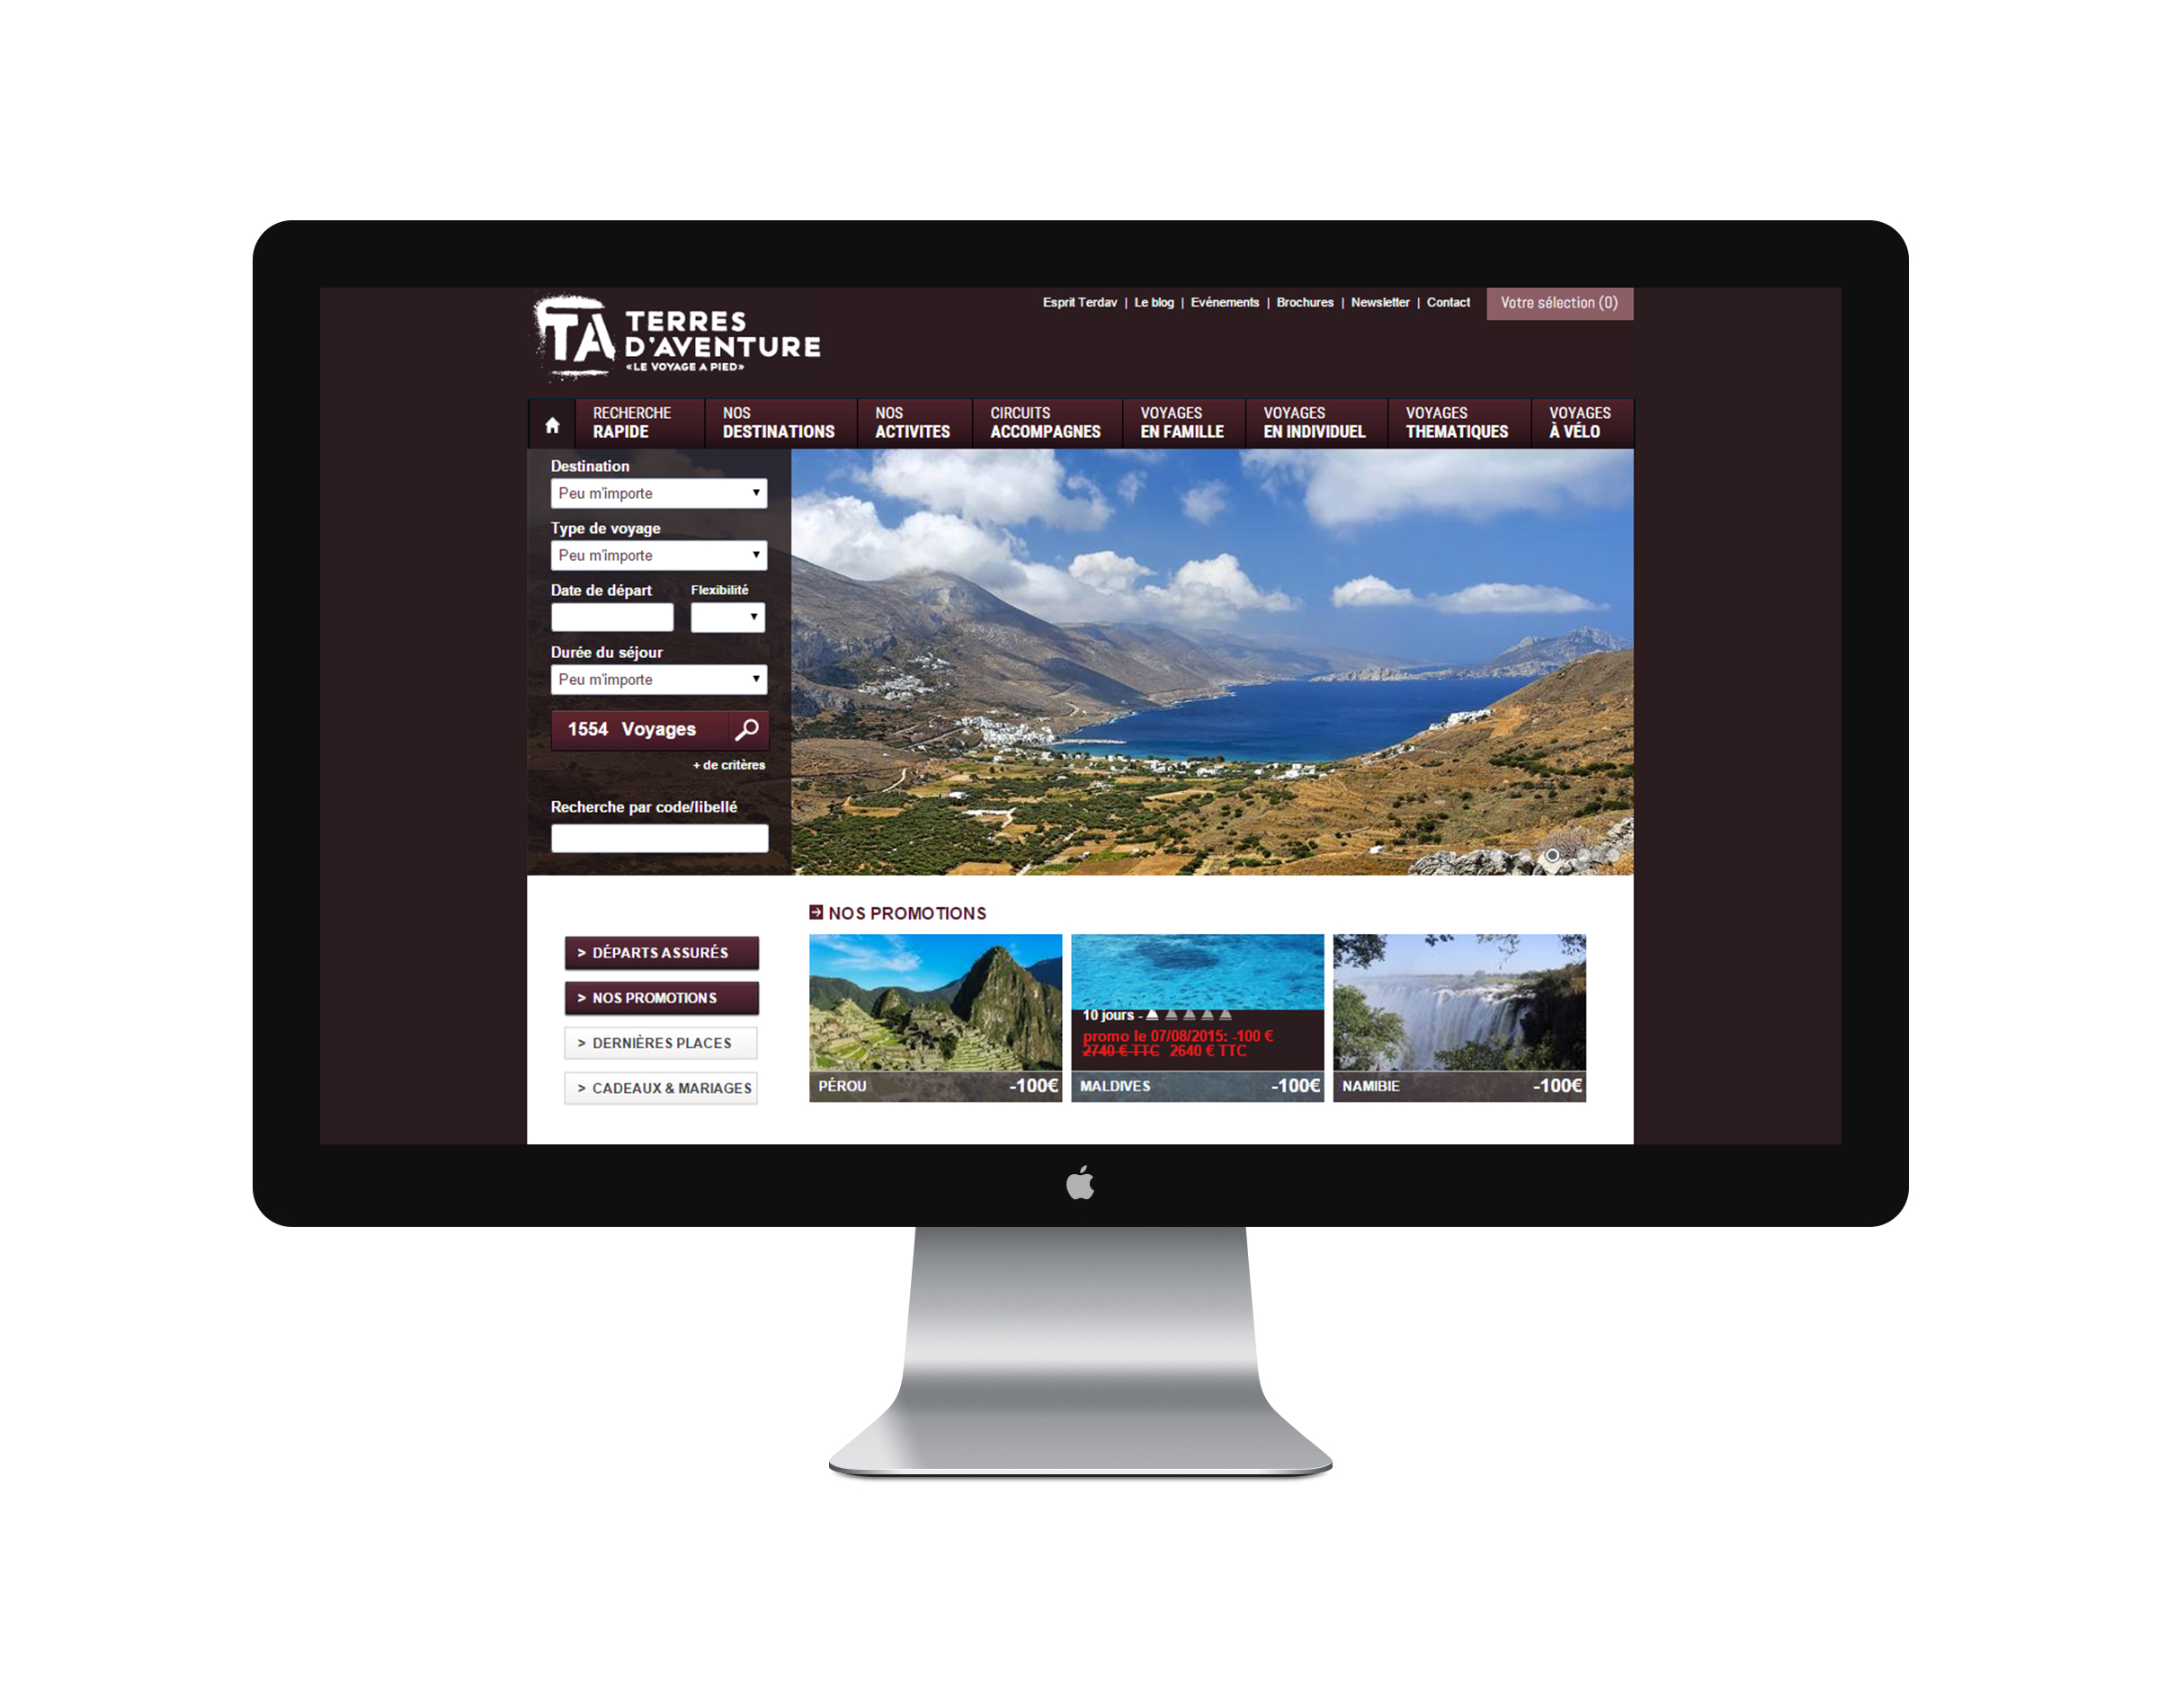 TA TERRES
D'AVENTURE
«LE VOYAGE A PIED»
Esprit Terdav | Le blog | Evénements | Brochures | Newsletter | Contact
Votre sélection (0)
RECHERCHE
RAPIDE
NOS
DESTINATIONS
NOS
ACTIVITES
CIRCUITS
ACCOMPAGNES
VOYAGES
EN FAMILLE
VOYAGES
EN INDIVIDUEL
VOYAGES
THEMATIQUES
VOYAGES
À VÉLO
Destination
Peu m'importe
Type de voyage
Peu m'importe
Date de départ Flexibilité
Durée du séjour
Peu m'importe
1554 Voyages
+ de critères
Recherche par code/libellé
> DÉPARTS ASSURÉS
> NOS PROMOTIONS
> DERNIÈRES PLACES
> CADEAUX & MARIAGES
NOS PROMOTIONS
PÉROU -100€
10 jours -
promo le 07/08/2015: -100 €
2740 € TTC 2640 € TTC
MALDIVES -100€
NAMIBIE -100€